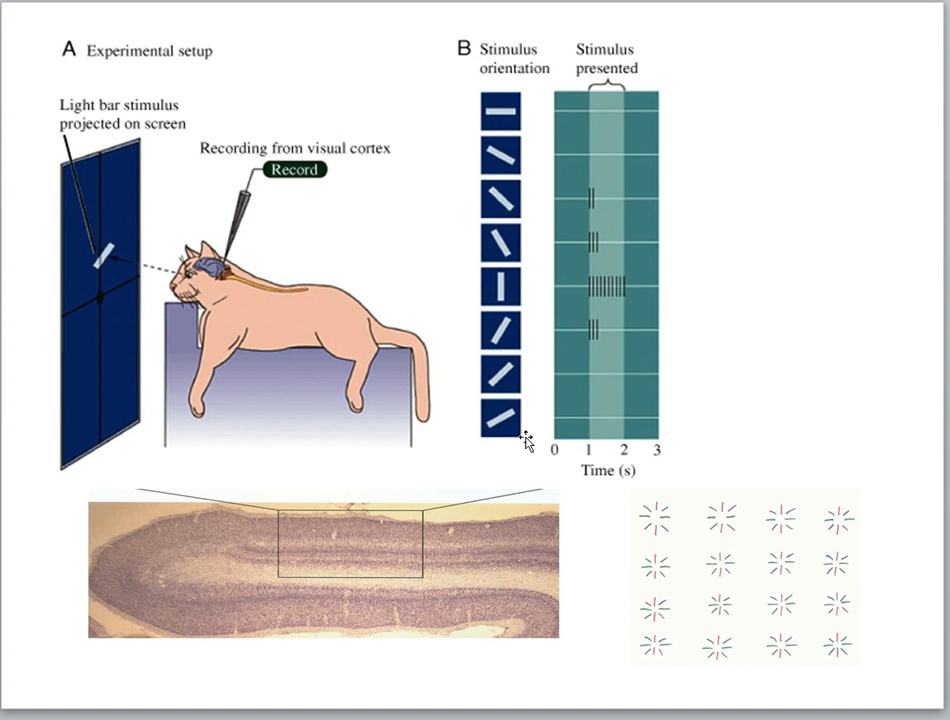 A Experimental setup
Light bar stimulus
projected on screen
Recording from visual cortex
Record
B Stimulus
orientation
Stimulus
presented
0 1 2 3
Time (s)